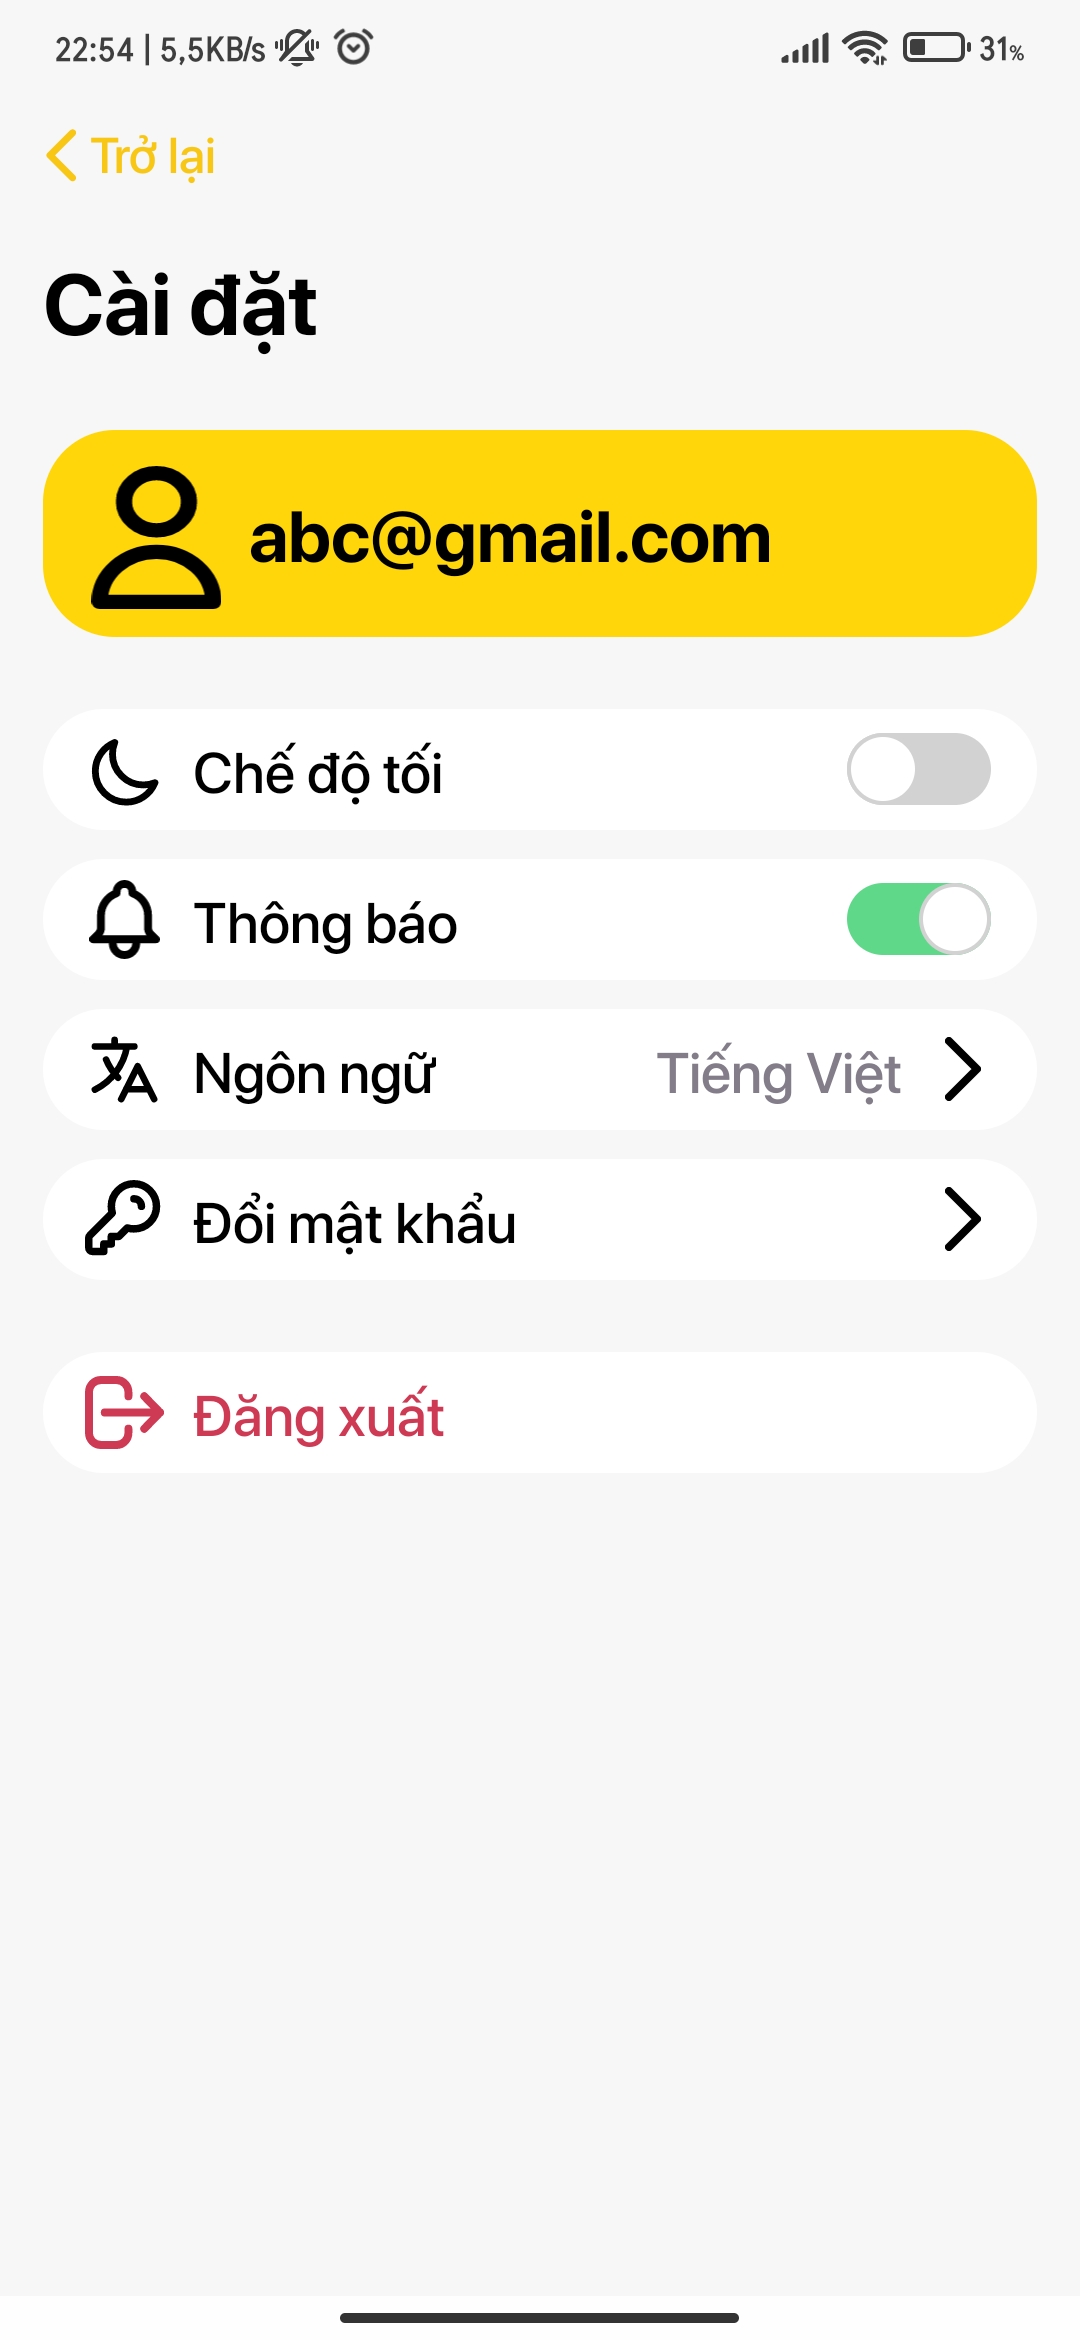 22:54 | 5,5KB/s 31%
Trở lại
Cài đặt
abc@gmail.com
Chế độ tối
Thông báo
Ngôn ngữ Tiếng Việt
Đổi mật khẩu
Đăng xuất